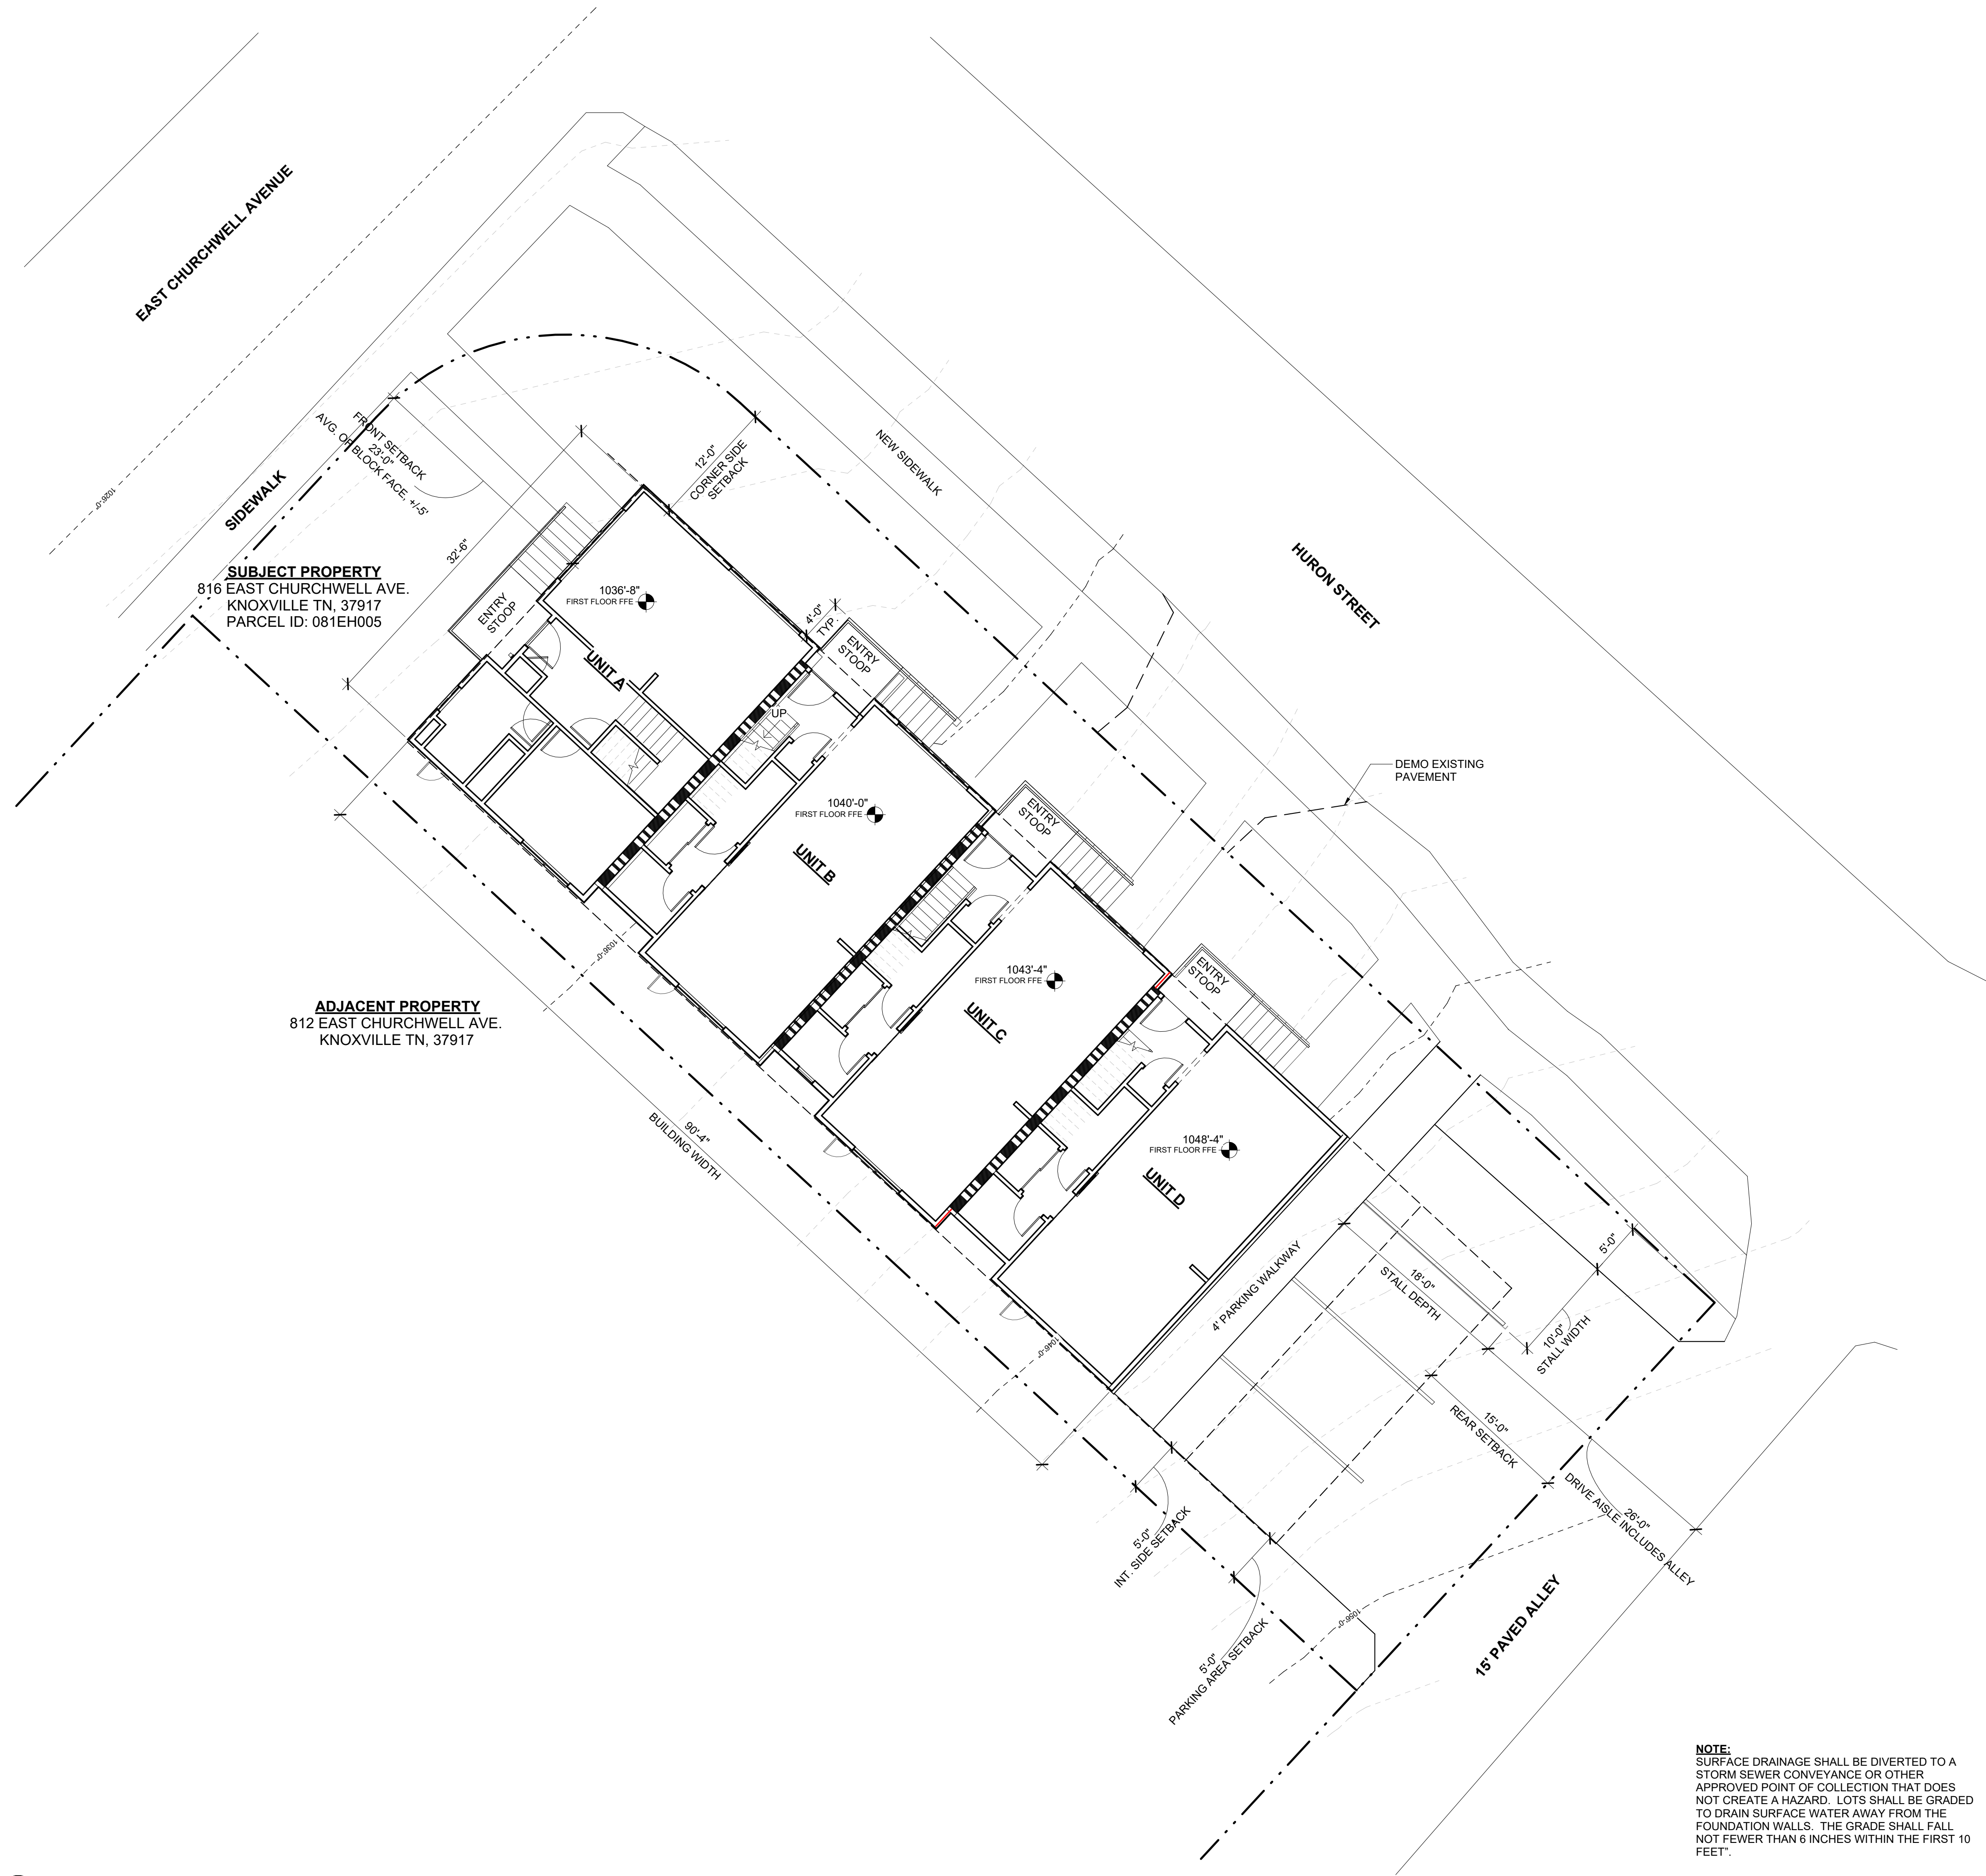 EAST CHURCHWELL AVENUE
1026'-0"
SIDEWALK
FRONT SETBACK
23'-0"
AVG. OF BLOCK FACE, +/-5'
12'-0"
CORNER SIDE
SETBACK
NEW SIDEWALK
HURON STREET
32'-6"
SUBJECT PROPERTY
816 EAST CHURCHWELL AVE.
KNOXVILLE TN, 37917
PARCEL ID: 081EH005
ENTRY
STOOP
1036'-8"
FIRST FLOOR FFE
UNIT A
4'-0"
TYP.
ENTRY
STOOP
UP
DEMO EXISTING
PAVEMENT
1040'-0"
FIRST FLOOR FFE
UNIT B
ENTRY
STOOP
1036'-0"
1043'-4"
FIRST FLOOR FFE
UNIT C
ENTRY
STOOP
ADJACENT PROPERTY
812 EAST CHURCHWELL AVE.
KNOXVILLE TN, 37917
90'-4"
BUILDING WIDTH
1048'-4"
FIRST FLOOR FFE
UNIT D
1046'-0"
4' PARKING WALKWAY
18'-0"
STALL DEPTH
5'-0"
10'-0"
STALL WIDTH
15'-0"
REAR SETBACK
26'-0"
DRIVE AISLE INCLUDES ALLEY
5'-0"
INT. SIDE SETBACK
5'-0"
PARKING AREA SETBACK
1056'-0"
15' PAVED ALLEY
NOTE:
SURFACE DRAINAGE SHALL BE DIVERTED TO A
STORM SEWER CONVEYANCE OR OTHER
APPROVED POINT OF COLLECTION THAT DOES
NOT CREATE A HAZARD. LOTS SHALL BE GRADED
TO DRAIN SURFACE WATER AWAY FROM THE
FOUNDATION WALLS. THE GRADE SHALL FALL
NOT FEWER THAN 6 INCHES WITHIN THE FIRST 10
FEET".